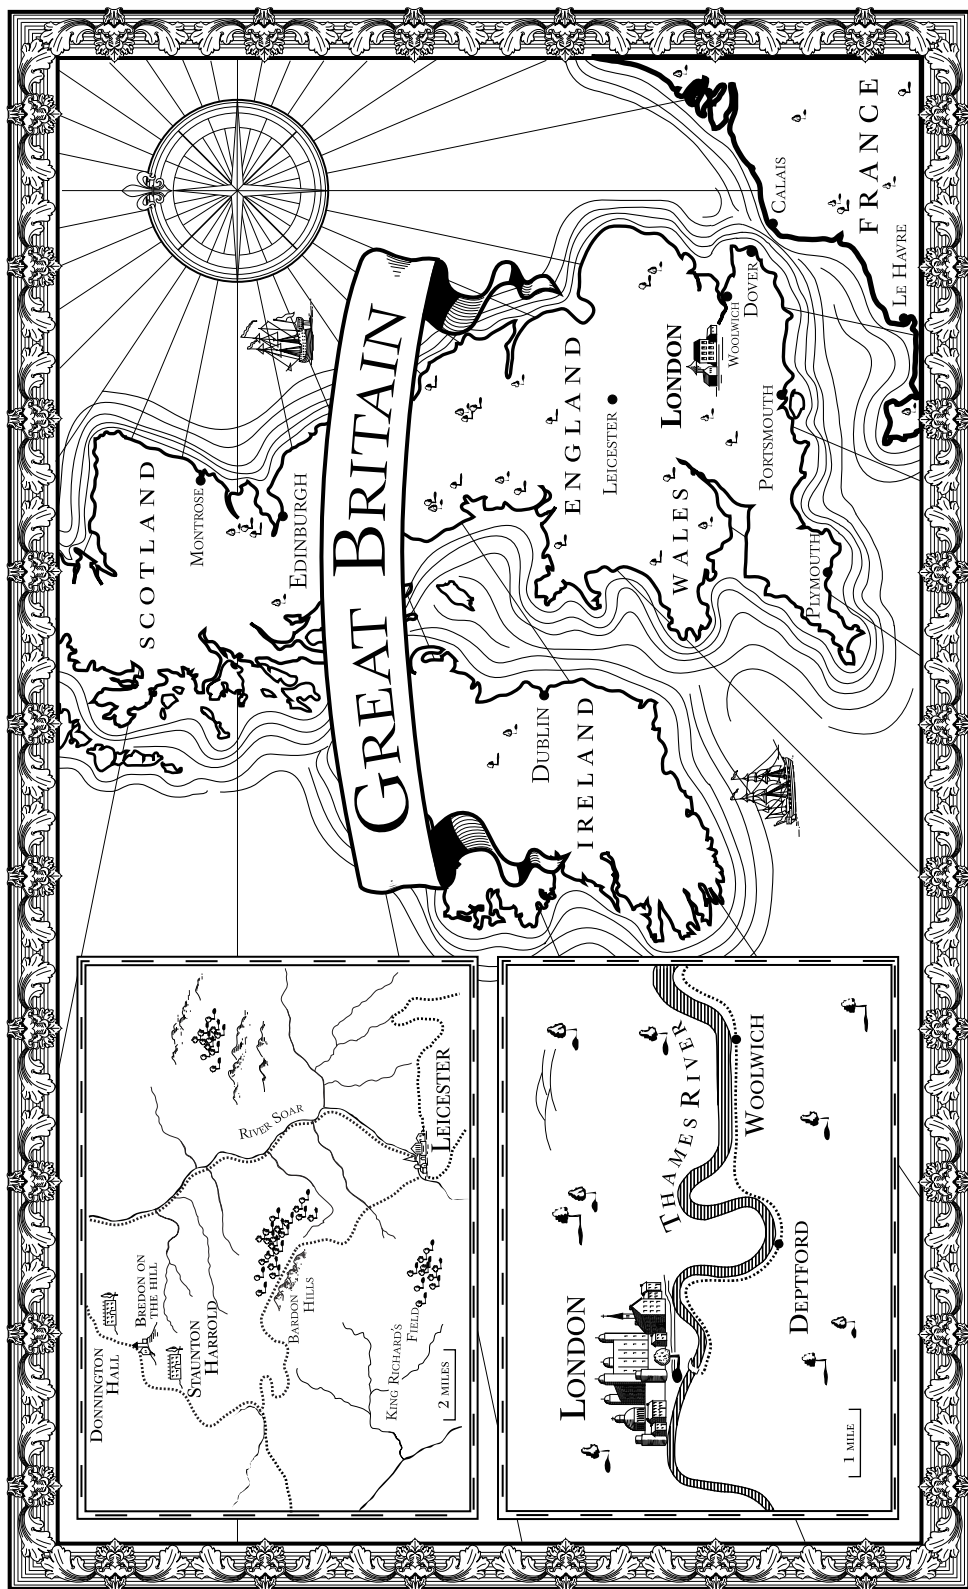 GREAT BRITAIN
SCOTLAND
MONTROSE
EDINBURGH
ENGLAND
LEICESTER
LONDON
WOOLWICH
DOVER
PORTSMOUTH
PLYMOUTH
WALES
DUBLIN
IRELAND
FRANCE
CALAIS
LE HAVRE
DONNINGTON
HALL
BREDON ON
THE HILL
STAUNTON
HARROLD
RIVER SOAR
BARDON
HILLS
KING RICHARD'S
FIELD
LEICESTER
2 MILES
LONDON
THAMES RIVER
WOOLWICH
DEPTFORD
1 MILE